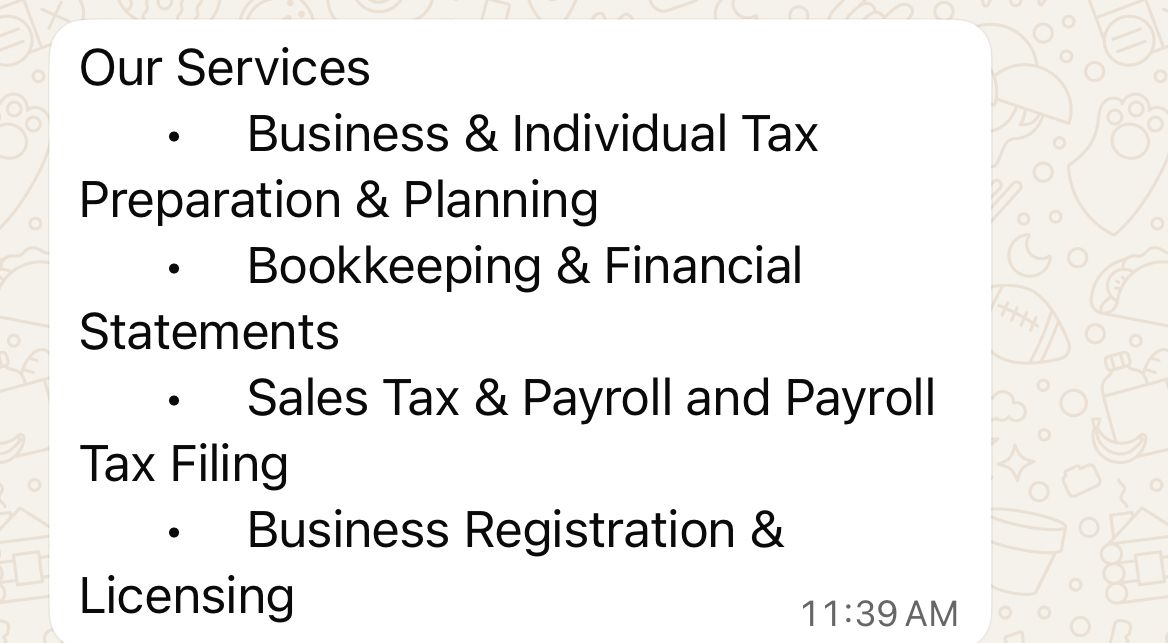 Our Services
• Business & Individual Tax
Preparation & Planning
• Bookkeeping & Financial
Statements
• Sales Tax & Payroll and Payroll
Tax Filing
• Business Registration &
Licensing
11:39 AM